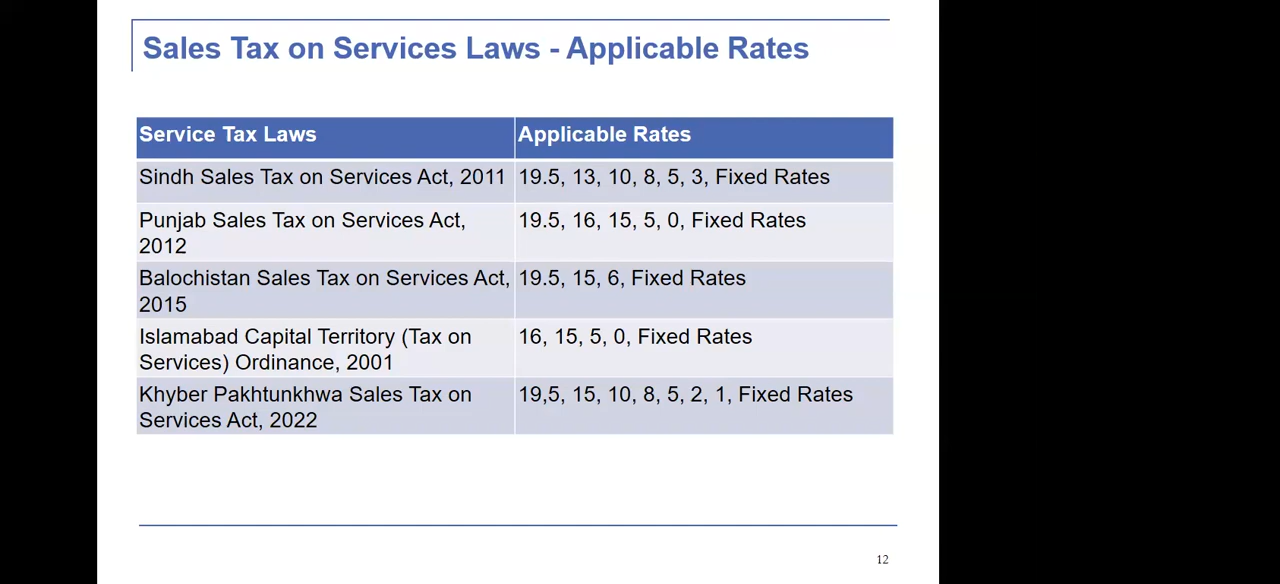 Sales Tax on Services Laws - Applicable Rates
Service Tax Laws
Applicable Rates
Sindh Sales Tax on Services Act, 2011
19.5, 13, 10, 8, 5, 3, Fixed Rates
Punjab Sales Tax on Services Act,
2012
19.5, 16, 15, 5, 0, Fixed Rates
Balochistan Sales Tax on Services Act,
2015
19.5, 15, 6, Fixed Rates
Islamabad Capital Territory (Tax on
Services) Ordinance, 2001
16, 15, 5, 0, Fixed Rates
Khyber Pakhtunkhwa Sales Tax on
Services Act, 2022
19,5, 15, 10, 8, 5, 2, 1, Fixed Rates
12